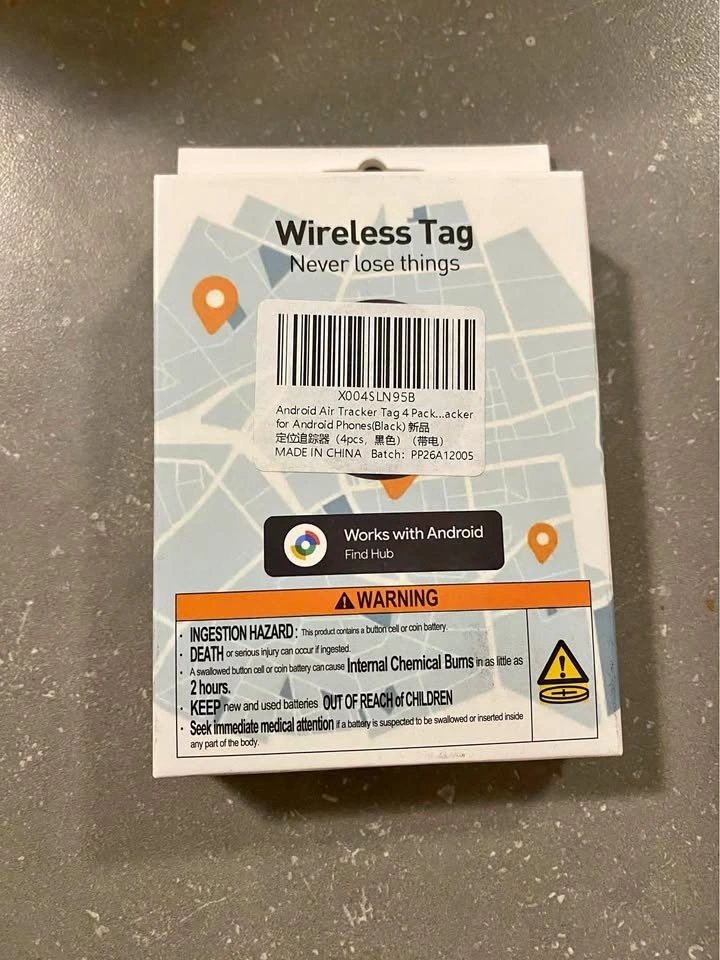 Wireless Tag
Never lose things
X004SLN95B
Android Air Tracker Tag 4 Pack...acker
for Android Phones(Black) 新品
定位追踪器（4pcs，黑色）（带电）
MADE IN CHINA Batch: PP26A12005
Works with Android
Find Hub
WARNING
· INGESTION HAZARD: This product contains a button cell or coin battery.
· DEATH or serious injury can occur if ingested.
· A swallowed button cell or coin battery can cause Internal Chemical Burns in as little as
2 hours.
· KEEP new and used batteries OUT OF REACH of CHILDREN
· Seek immediate medical attention if a battery is suspected to be swallowed or inserted inside
any part of the body.